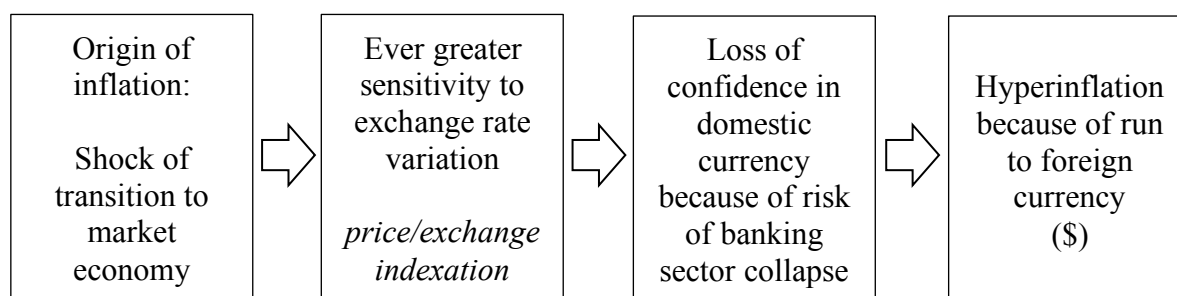 Origin of
inflation:
Shock of
transition to
market
economy
Ever greater
sensitivity to
exchange rate
variation
price/exchange
indexation
Loss of
confidence in
domestic
currency
because of risk
of banking
sector collapse
Hyperinflation
because of run
to foreign
currency
($)